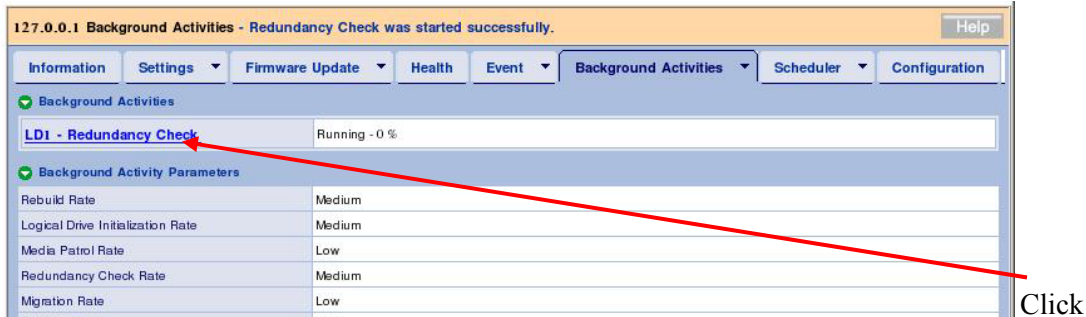 127.0.0.1 Background Activities - Redundancy Check was started successfully. Help
Information Settings Firmware Update Health Event Background Activities Scheduler Configuration
Background Activities
LD1 - Redundancy Check Running - 0 %
Background Activity Parameters
Rebuild Rate Medium
Logical Drive Initialization Rate Medium
Media Patrol Rate Low
Redundancy Check Rate Medium
Migration Rate Low
Click